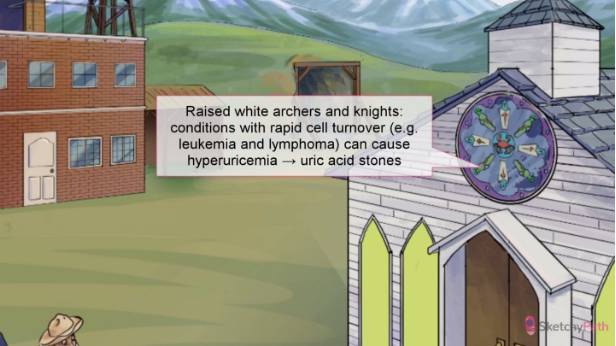 Raised white archers and knights:
conditions with rapid cell turnover (e.g.
leukemia and lymphoma) can cause
hyperuricemia → uric acid stones
SketchyPath